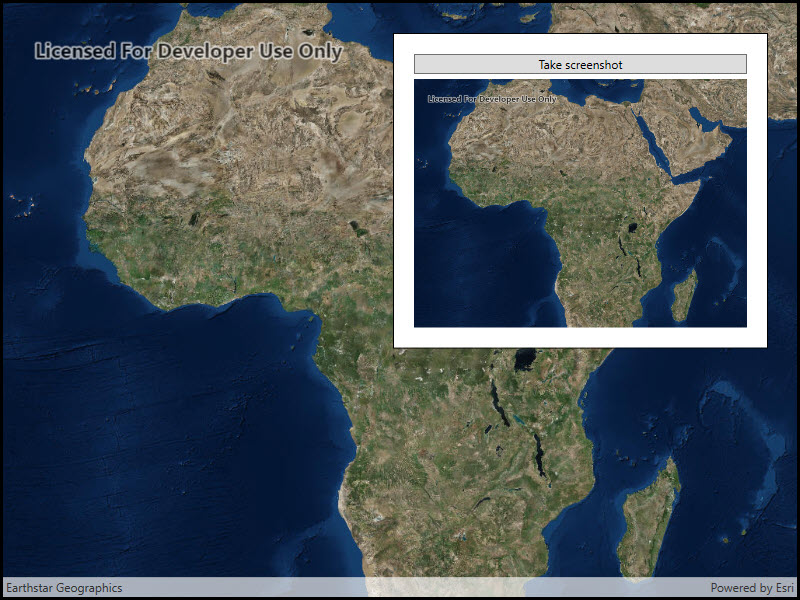 Licensed For Developer Use Only
Take screenshot
Licensed For Developer Use Only
Earthstar Geographics
Powered by Esri